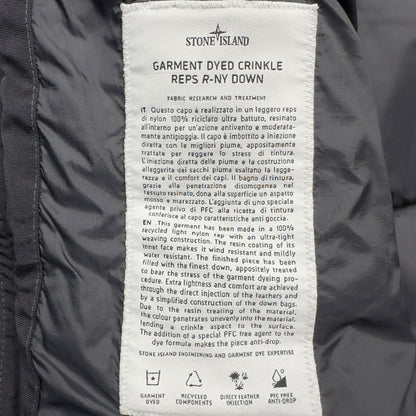 STONE ISLAND
GARMENT DYED CRINKLE
REPS R-NY DOWN
FABRIC RESEARCH AND TREATMENT
IT: Questo capo è realizzato in un leggero reps
di nylon 100% riciclato ultra battuto, resinato
all'interno per un'azione antivento e moderata-
mente antipioggia. Il capo è imbottito a iniezione
diretta con le migliori piume, appositamente
trattate per reggere lo stress di tintura.
L'iniezione diretta delle piume e la costruzione
alleggerita dei sacchi piuma esaltano la legge-
rezza e il comfort dei capi. Il bagno di tintura,
grazie alla penetrazione disomogenea nel
tessuto resinato, dona alla superficie un aspetto
mosso e cangiante. L'aggiunta di uno speciale
agente privo di PFC alla ricetta di tintura
conferisce al capo caratteristiche anti goccia.
EN: This garment has been made in a 100%
recycled light nylon rep with an ultra-tight
weaving construction. The resin coating of its
inner face makes it wind resistant and mildly
water resistant. The finished piece has been
filled with the finest down, appositely treated
to bear the stress of the garment dyeing pro-
cedure. Extra lightness and comfort are achieved
through the direct injection of the feathers and
by a simplified construction of the down bags.
Due to the resin treating of the material,
the colour penetrates unevenly into the material,
lending a crinkle aspect to the surface.
The addition of a special PFC free agent to the
dye formula makes the piece anti-drop.
STONE ISLAND ENGINEERING AND GARMENT DYE EXPERTISE
GARMENT DYED
RECYCLED COMPONENTS
DIRECT FEATHER INJECTION
PFC FREE ANTI-DROP